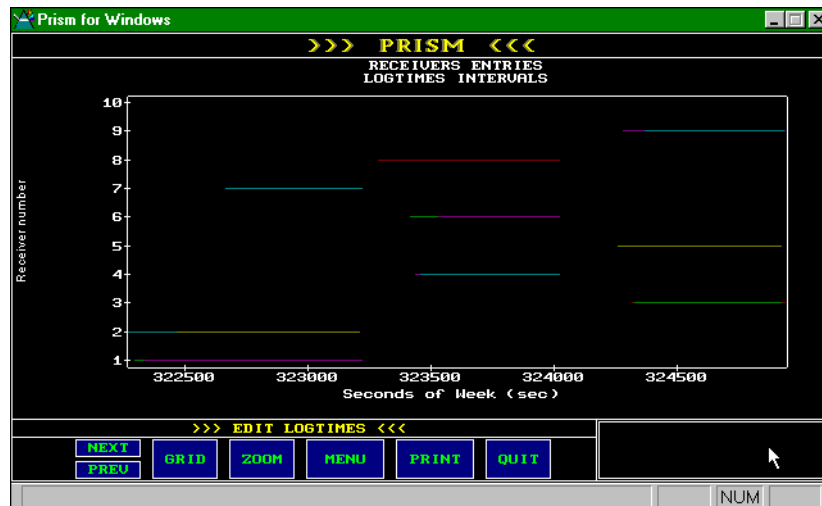 Prism for Windows
>>> PRISM <<<
RECEIVERS ENTRIES
LOGTIMES INTERVALS
10
9
8
7
6
5
4
3
2
1
Receiver number
322500 323000 323500 324000 324500
Seconds of Week (sec)
>>> EDIT LOGTIMES <<<
NEXT
PREV
GRID ZOOM MENU PRINT QUIT
NUM